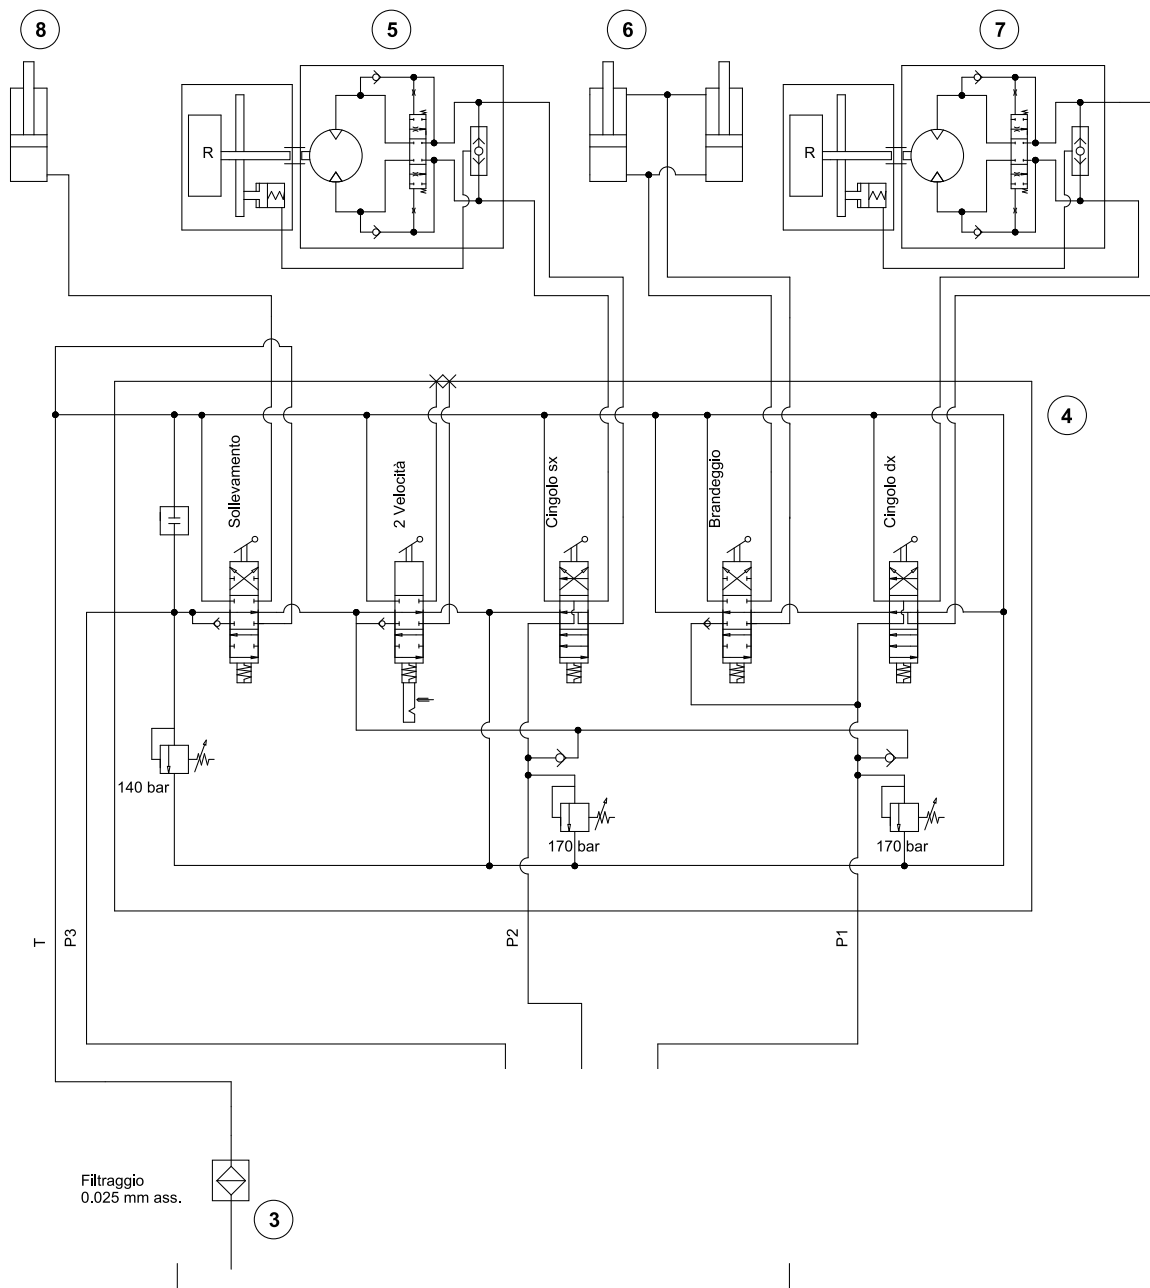 8
5
6
7
R
R
4
Sollevamento
2 Velocità
Cingolo sx
Brandeggio
Cingolo dx
140 bar
170 bar
170 bar
T
P3
P2
P1
Filtraggio
0.025 mm ass.
3